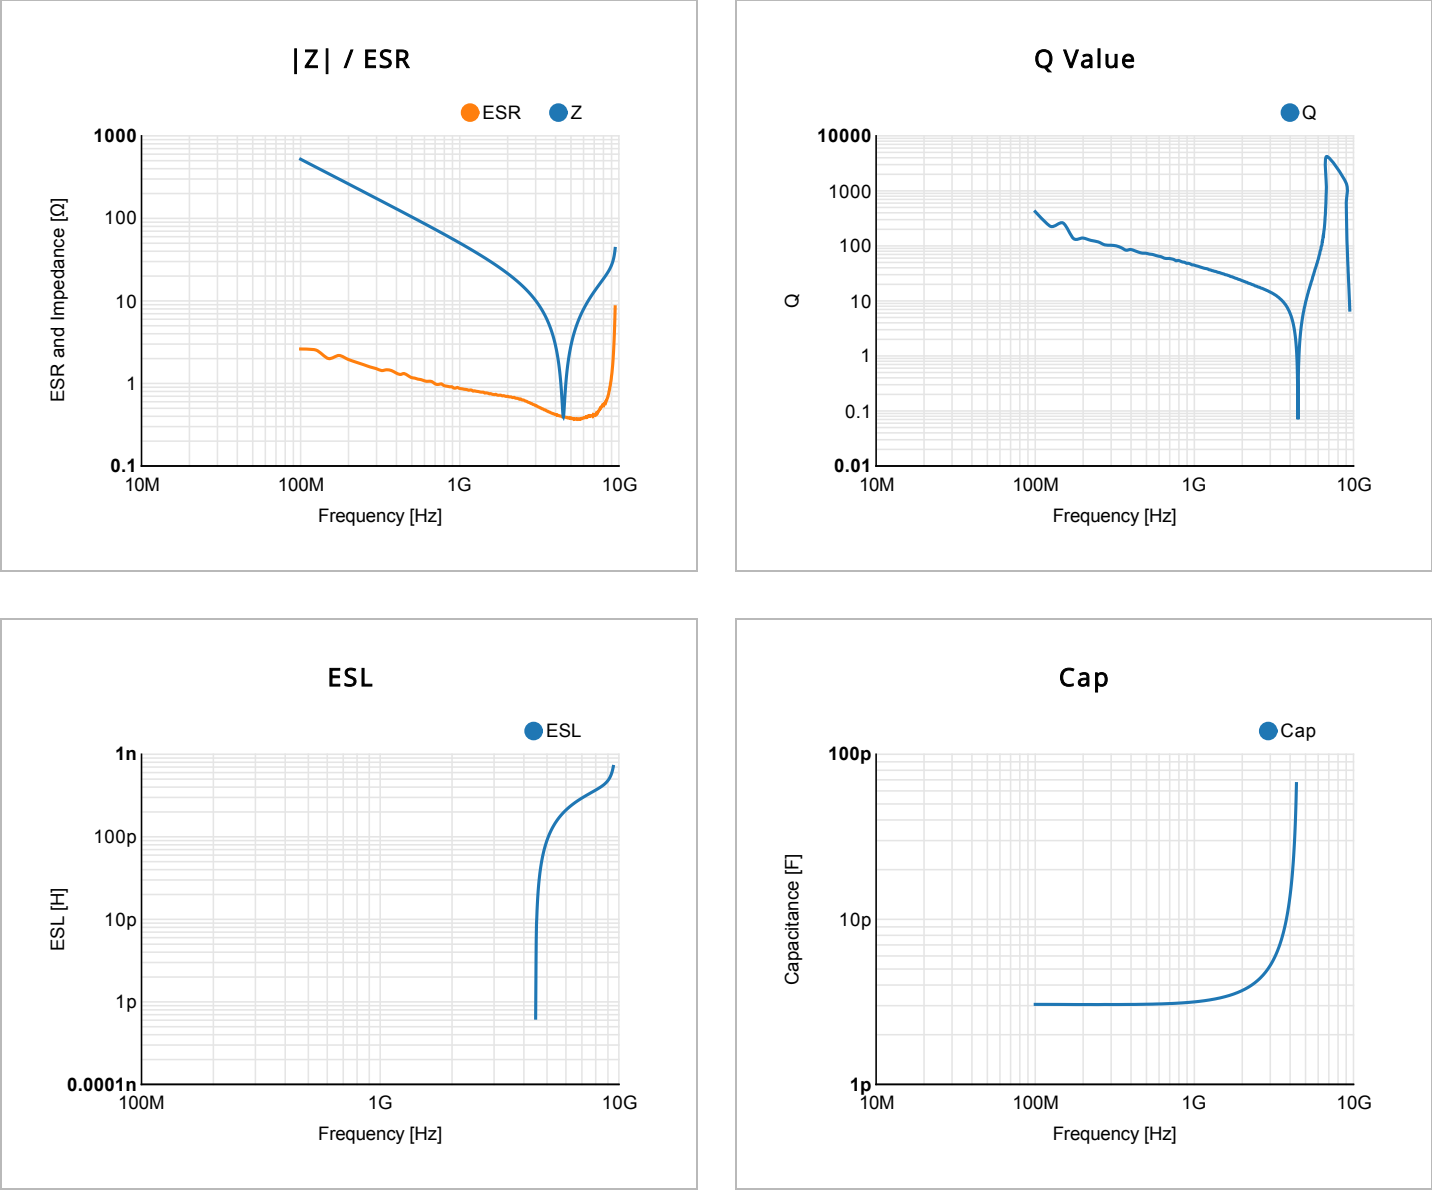 |Z| / ESR
ESR Z
1000
100
10
1
0.1
ESR and Impedance [Ω]
10M 100M 1G 10G
Frequency [Hz]
Q Value
Q
10000
1000
100
10
1
0.1
0.01
Q
10M 100M 1G 10G
Frequency [Hz]
ESL
ESL
1n
100p
10p
1p
0.0001n
ESL [H]
100M 1G 10G
Frequency [Hz]
Cap
Cap
100p
10p
1p
Capacitance [F]
10M 100M 1G 10G
Frequency [Hz]